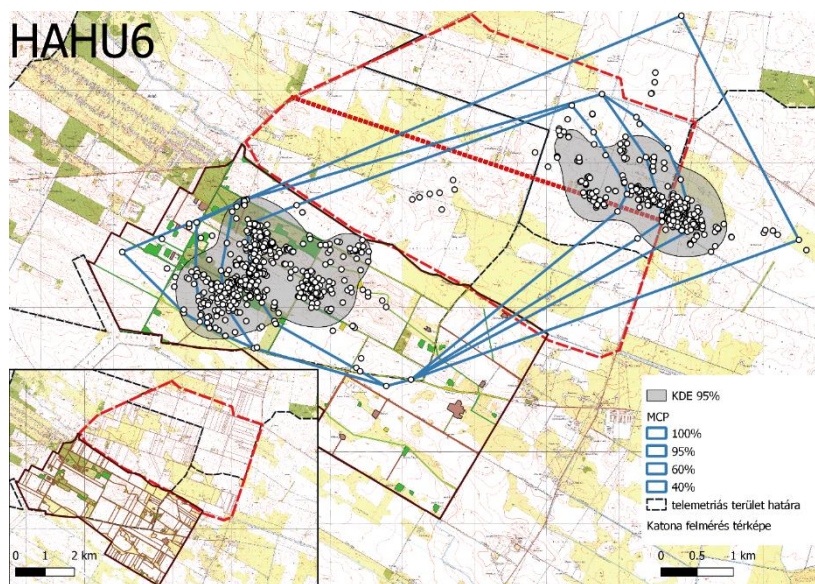 HAHU6
KDE 95%
MCP
100%
95%
60%
40%
telemetriás terület határa
Katona felmérés térképe
0 1 2 km
0 0.5 1 km